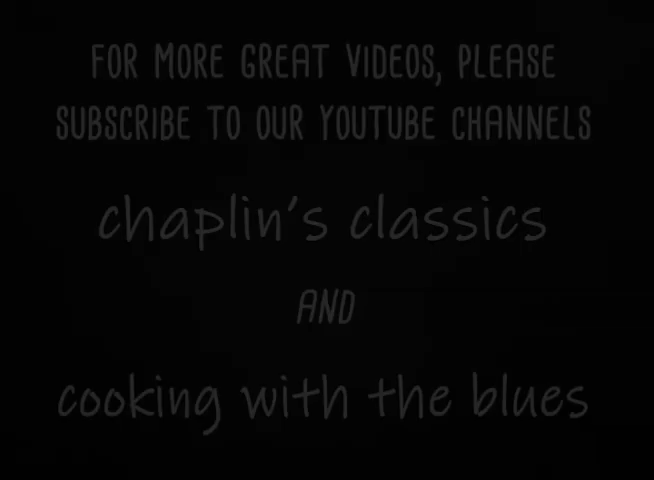 FOR MORE GREAT VIDEOS, PLEASE
SUBSCRIBE TO OUR YOUTUBE CHANNELS
chaplin's classics
AND
cooking with the blues